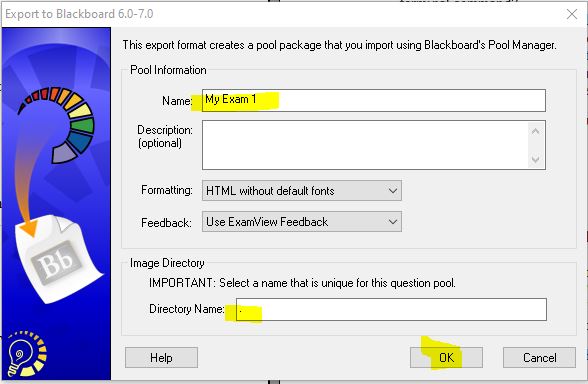 Export to Blackboard 6.0-7.0
This export format creates a pool package that you import using Blackboard's Pool Manager.
Pool Information
Name: My Exam 1
Description:
(optional)
Formatting: HTML without default fonts
Feedback: Use ExamView Feedback
Bb
Image Directory
IMPORTANT: Select a name that is unique for this question pool.
Directory Name: .
Help OK Cancel